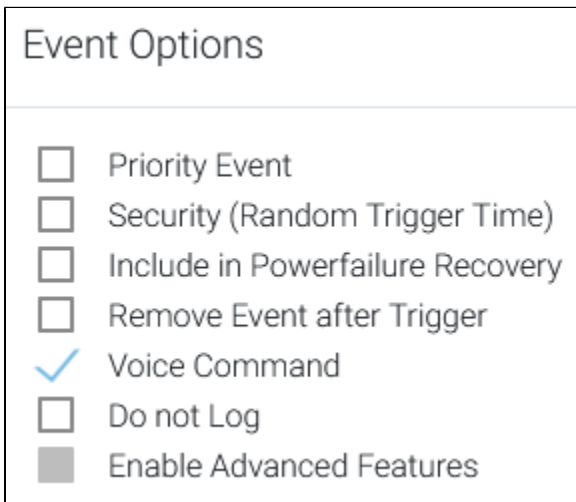 Event Options
Priority Event
Security (Random Trigger Time)
Include in Powerfailure Recovery
Remove Event after Trigger
Voice Command
Do not Log
Enable Advanced Features